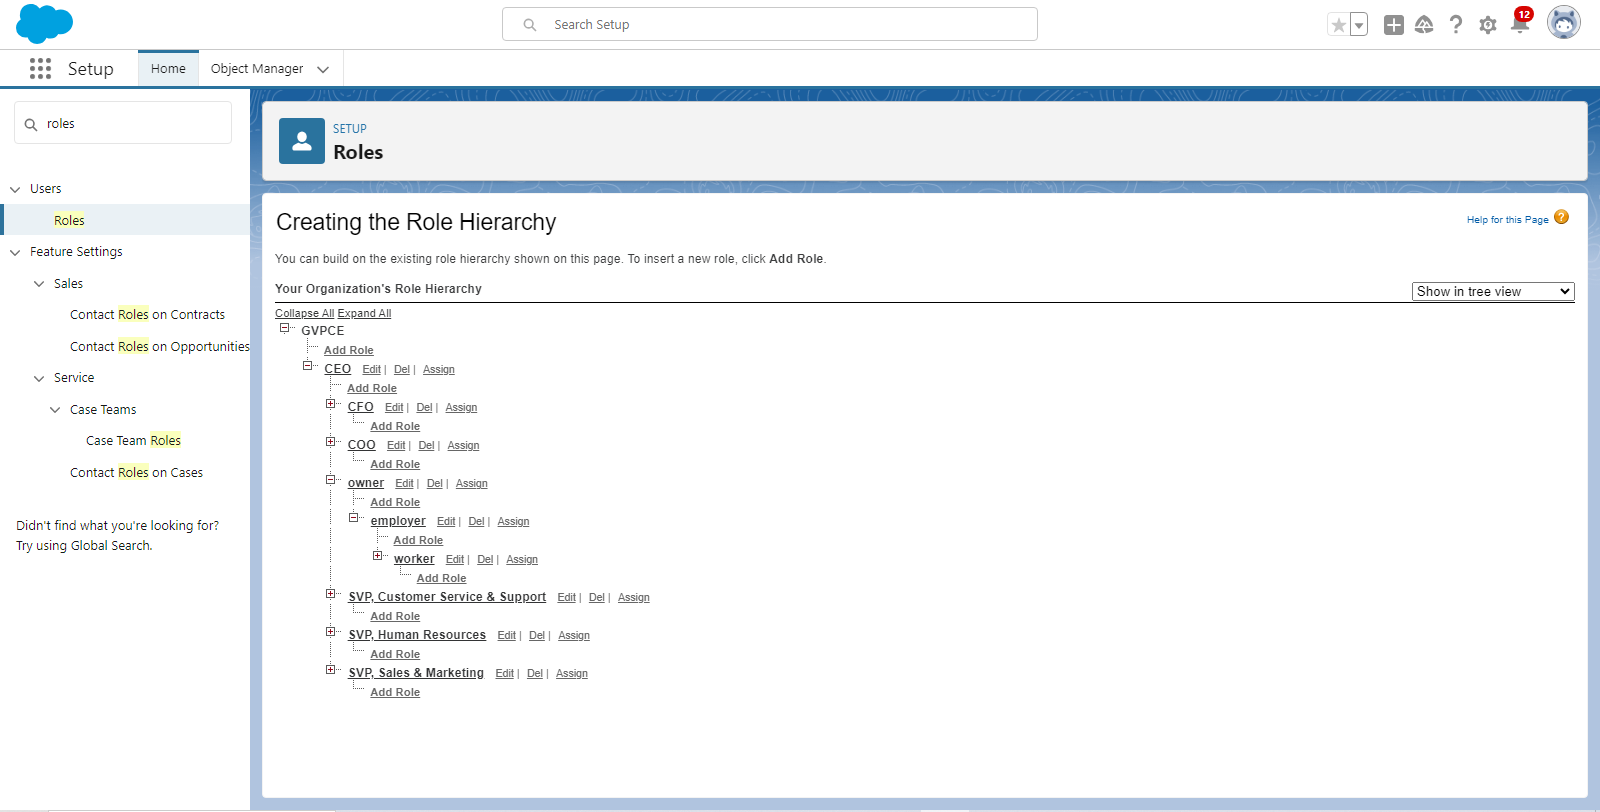 Search Setup
12
Setup
Home
Object Manager
roles
Users
Roles
Feature Settings
Sales
Contact Roles on Contracts
Contact Roles on Opportunities
Service
Case Teams
Case Team Roles
Contact Roles on Cases
Didn't find what you're looking for?
Try using Global Search.
SETUP
Roles
Creating the Role Hierarchy
Help for this Page ?
You can build on the existing role hierarchy shown on this page. To insert a new role, click Add Role.
Your Organization's Role Hierarchy
Show in tree view
Collapse All Expand All
GVPCE
Add Role
CEO Edit | Del | Assign
Add Role
CFO Edit | Del | Assign
Add Role
COO Edit | Del | Assign
Add Role
owner Edit | Del | Assign
Add Role
employer Edit | Del | Assign
Add Role
worker Edit | Del | Assign
Add Role
SVP, Customer Service & Support Edit | Del | Assign
Add Role
SVP, Human Resources Edit | Del | Assign
Add Role
SVP, Sales & Marketing Edit | Del | Assign
Add Role